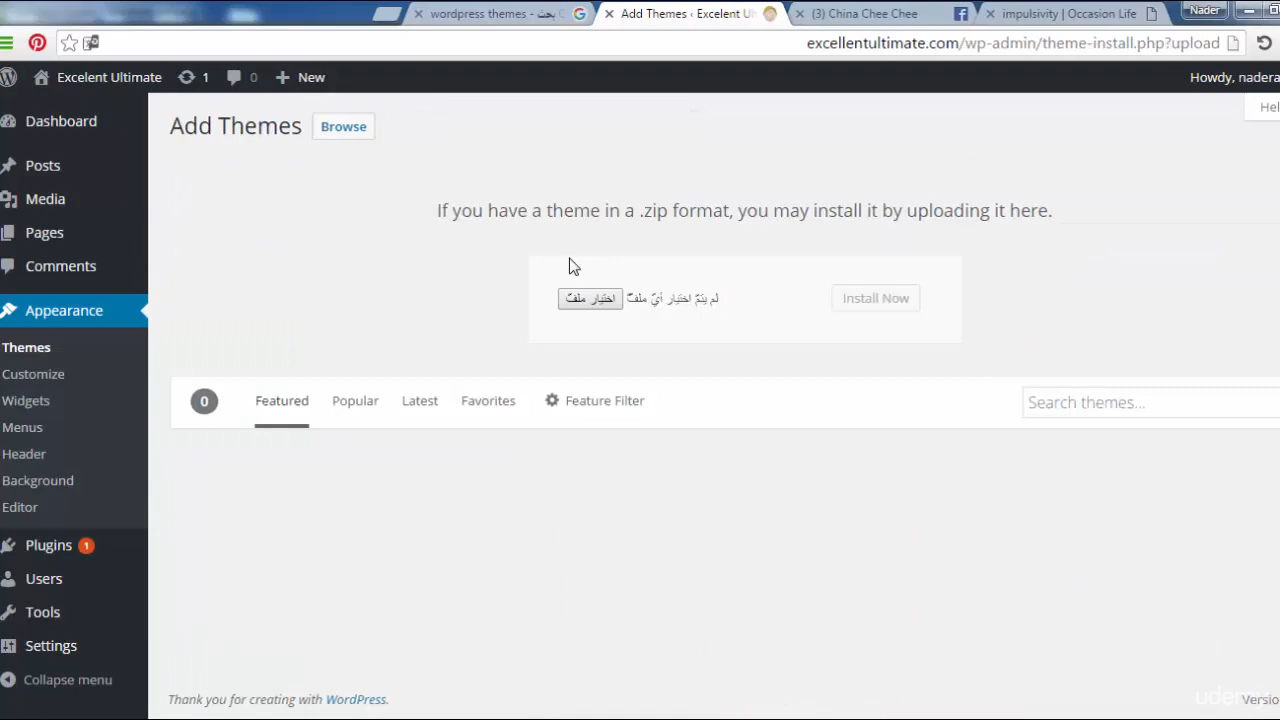 wordpress themes - بحث
Add Themes ‹ Excelent Ul
(3) China Chee Chee
impulsivity | Occasion Life
Nader
excellentultimate.com/wp-admin/theme-install.php?upload
Excelent Ultimate
1
0
New
Howdy, nadera
Hel
Dashboard
Posts
Media
Pages
Comments
Appearance
Themes
Customize
Widgets
Menus
Header
Background
Editor
Plugins 1
Users
Tools
Settings
Collapse menu
Add Themes
Browse
If you have a theme in a .zip format, you may install it by uploading it here.
اختيار ملفّ
لم يتمّ اختيار أيّ ملفّ
Install Now
0
Featured
Popular
Latest
Favorites
Feature Filter
Search themes...
Thank you for creating with WordPress.
Versio
udemy